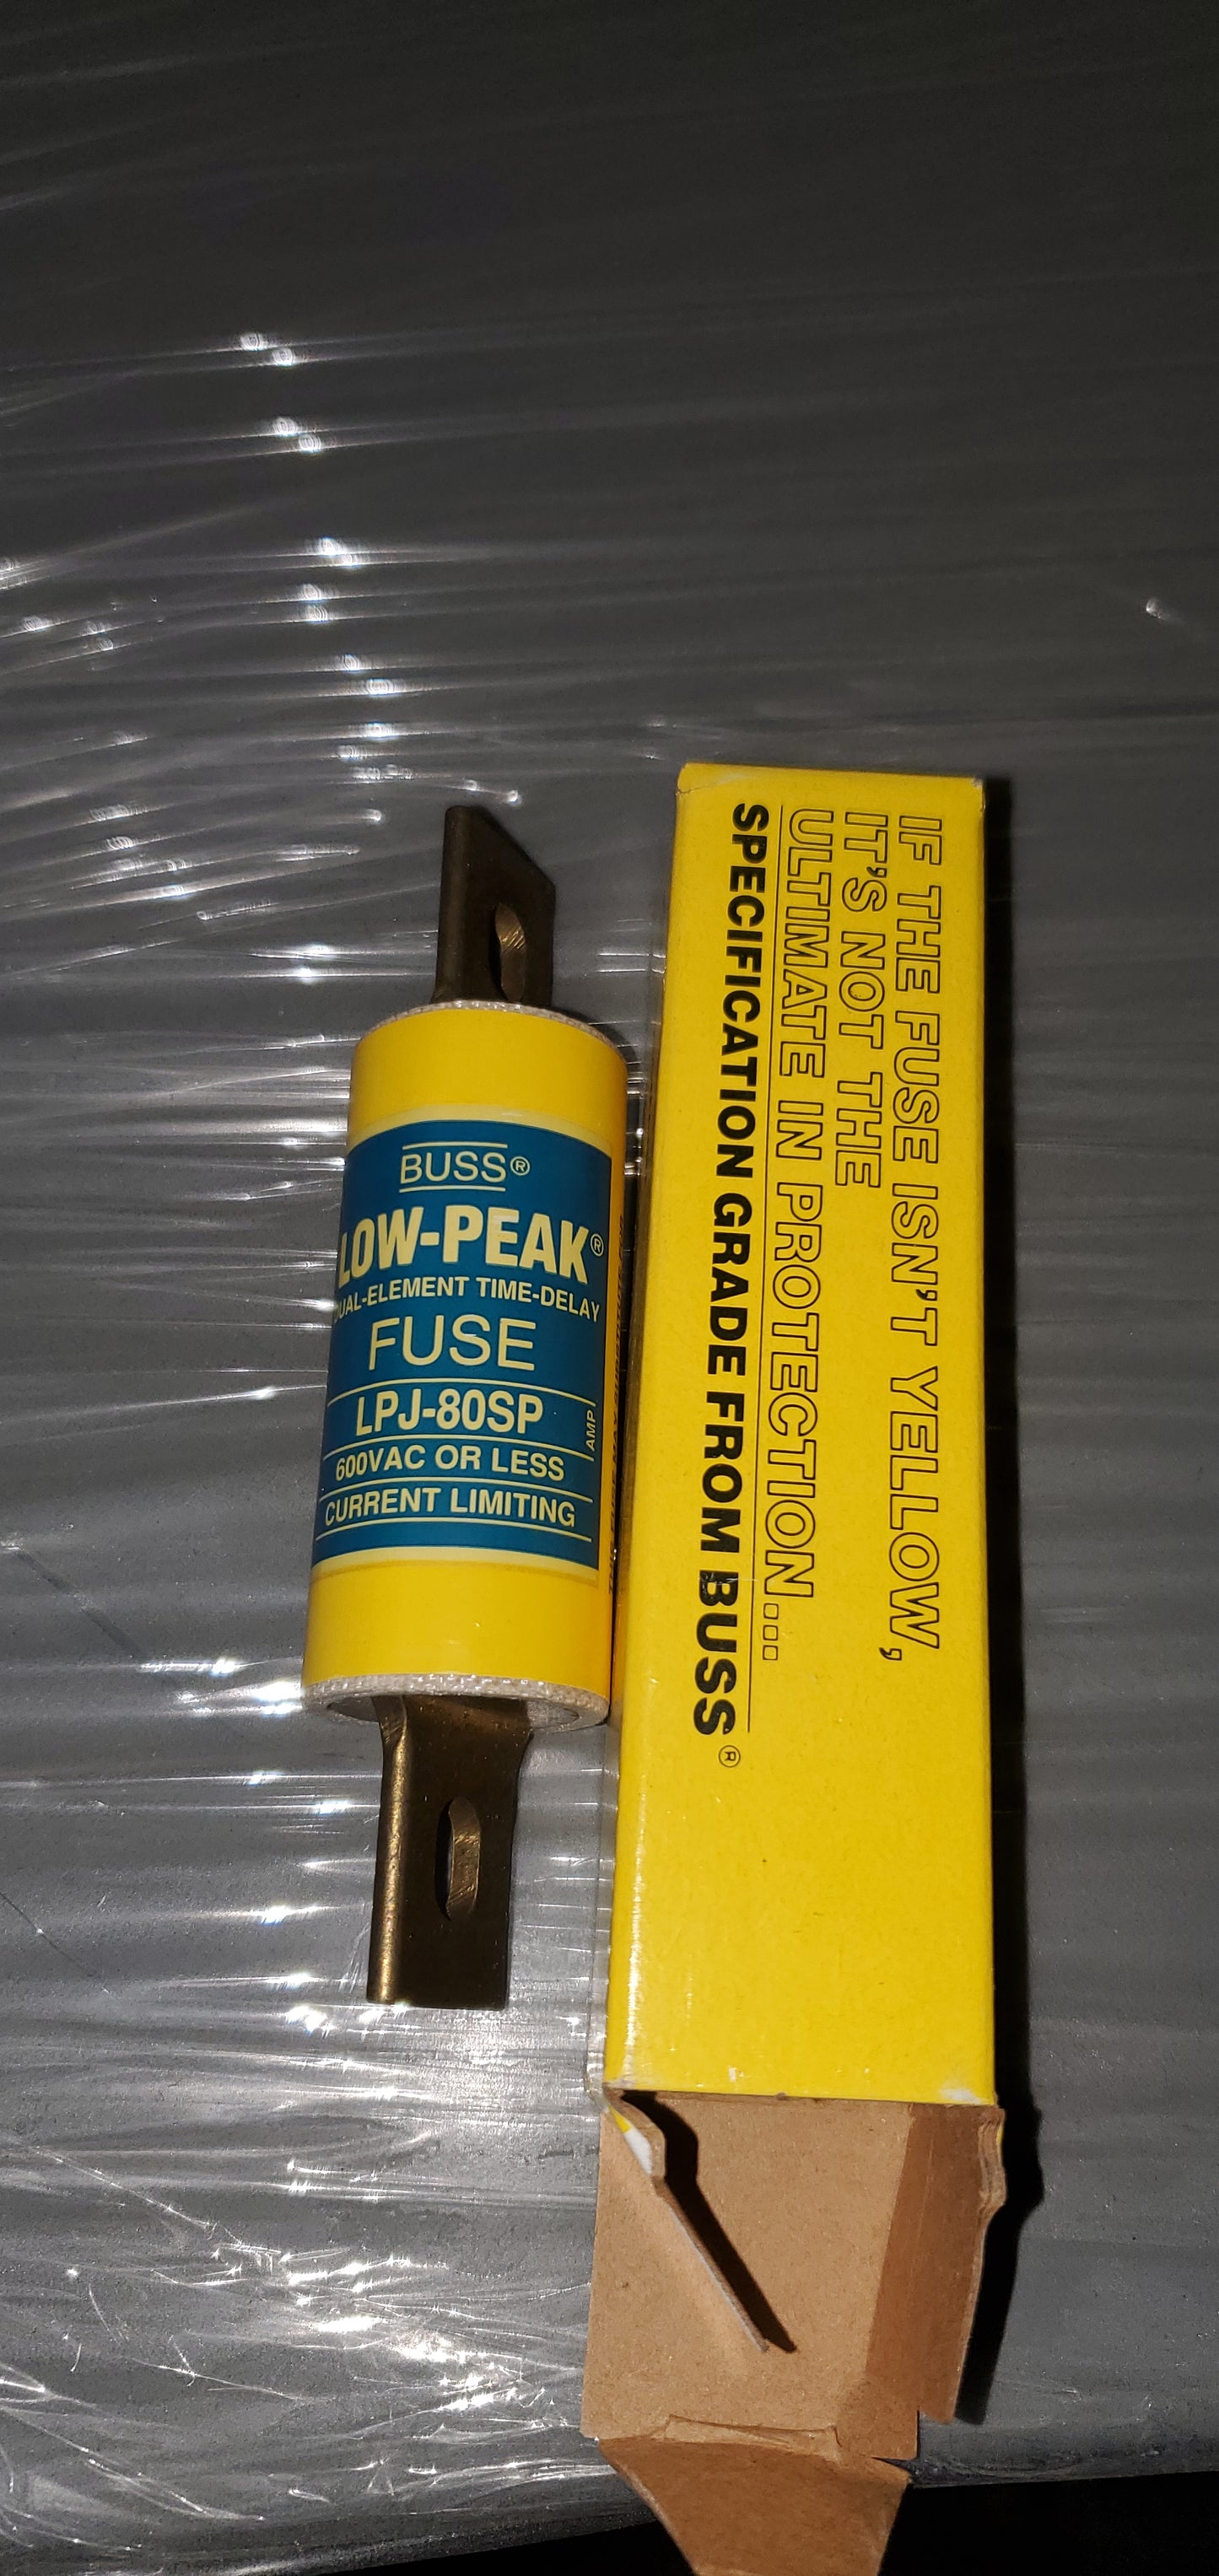 BUSS®
LOW-PEAK®
DUAL-ELEMENT TIME-DELAY
FUSE
LPJ-80SP
AMP
600VAC OR LESS
CURRENT LIMITING
IF THE FUSE ISN'T YELLOW,
IT'S NOT THE
ULTIMATE IN PROTECTION....
SPECIFICATION GRADE FROM BUSS®